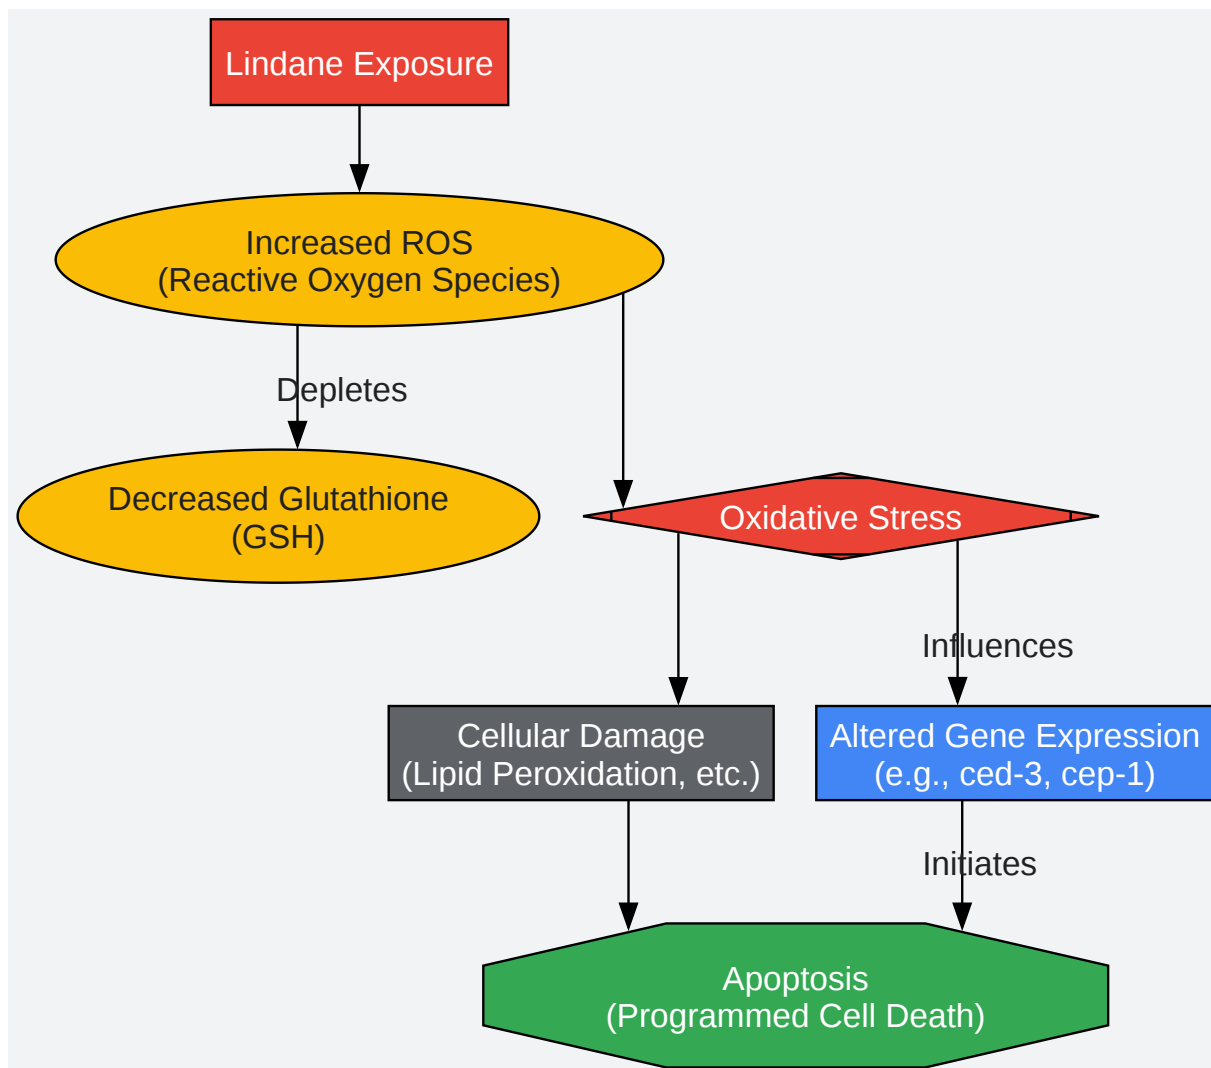 Lindane Exposure
Increased ROS
(Reactive Oxygen Species)
Depletes
Decreased Glutathione
(GSH)
Oxidative Stress
Influences
Cellular Damage
(Lipid Peroxidation, etc.)
Altered Gene Expression
(e.g., ced-3, cep-1)
Initiates
Apoptosis
(Programmed Cell Death)